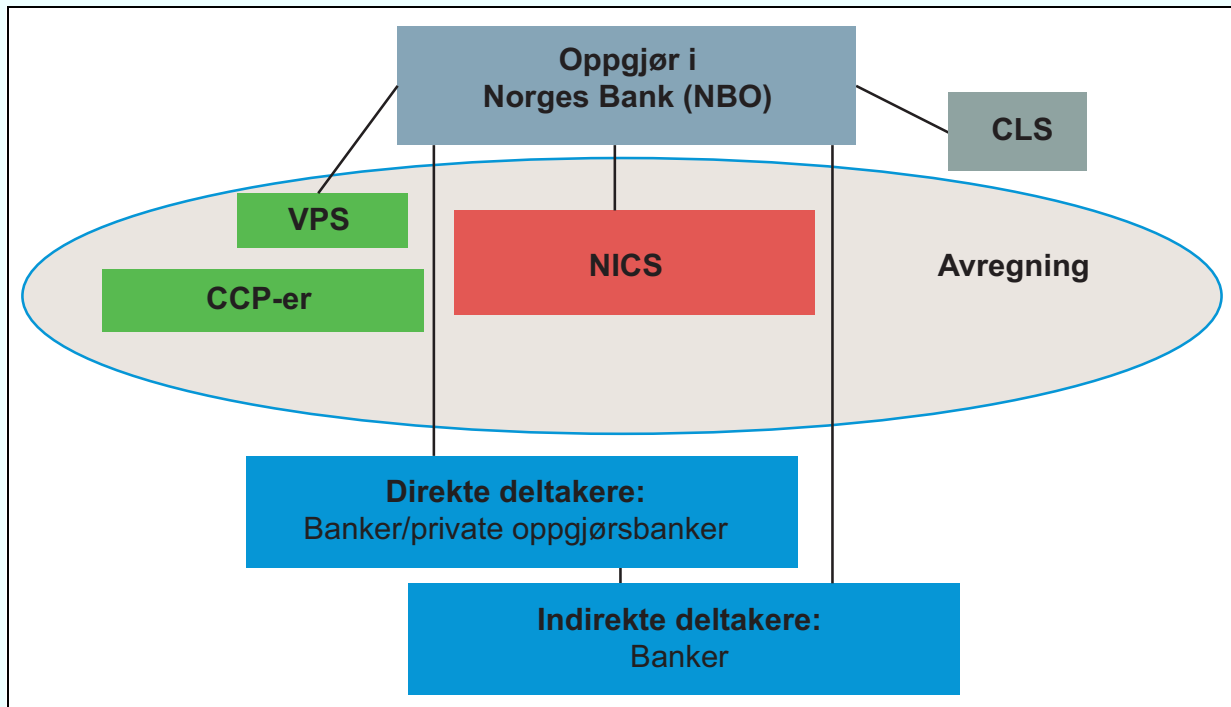 Oppgjør i
Norges Bank (NBO)
CLS
VPS
NICS
Avregning
CCP-er
Direkte deltakere:
Banker/private oppgjørsbanker
Indirekte deltakere:
Banker